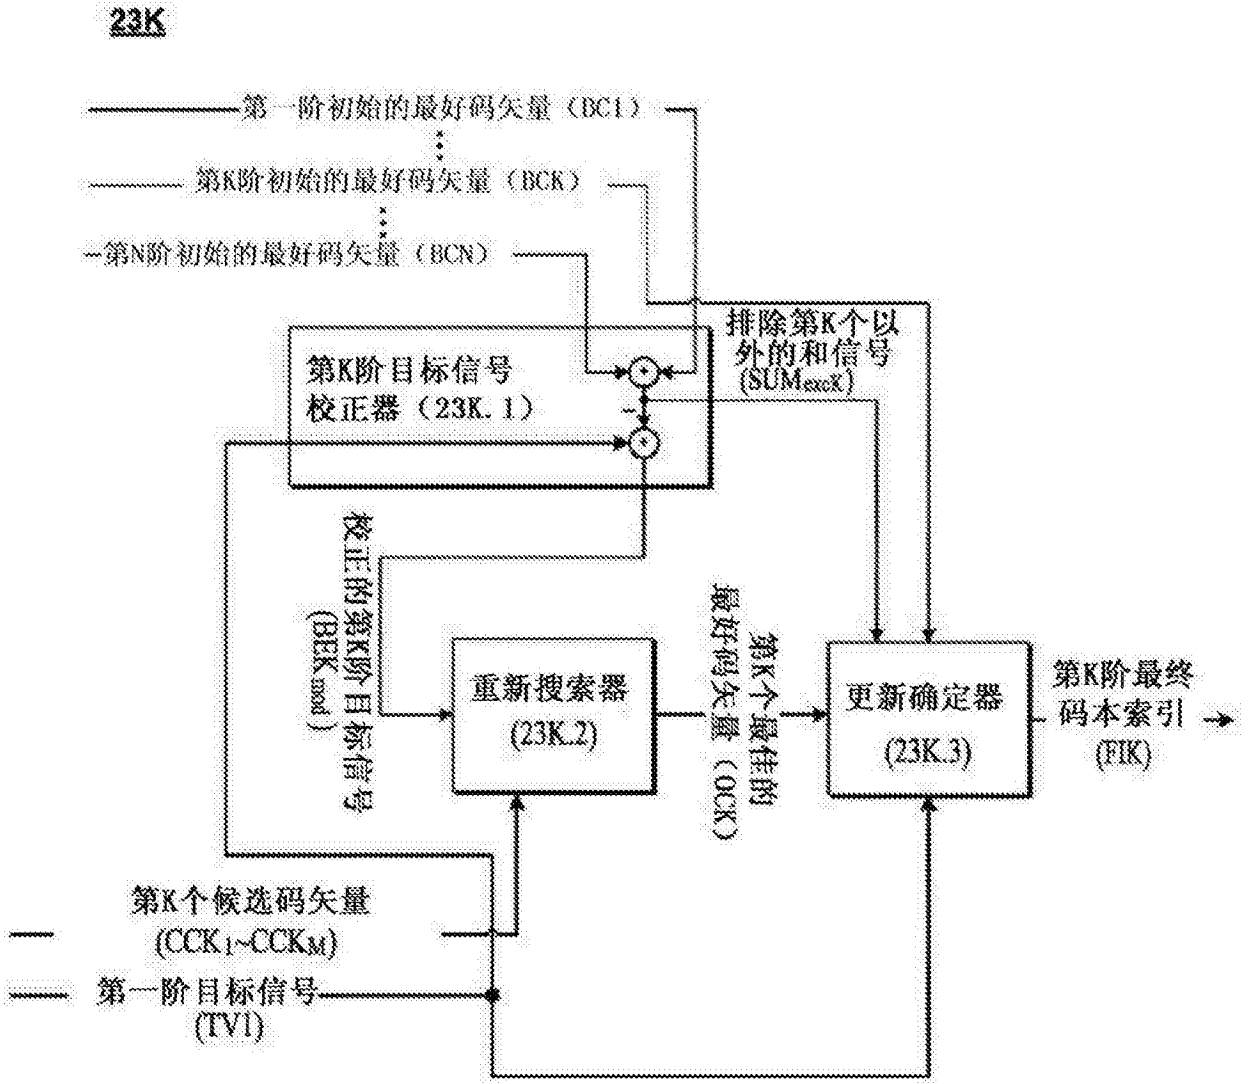 23K
第一阶初始的最好码矢量（BC1）
第K阶初始的最好码矢量（BCK）
第N阶初始的最好码矢量（BCN）
排除第K个以
外的和信号
(SUMexcK)
第K阶目标信号
校正器（23K.1）
校正的第K阶目标信号
(BEKmod)
重新搜索器
(23K.2)
第K个最佳的
最好码矢量（OCK）
更新确定器
(23K.3)
第K阶最终
码本索引
(FIK)
第K个候选码矢量
(CCK1~CCKM)
第一阶目标信号
(TV1)